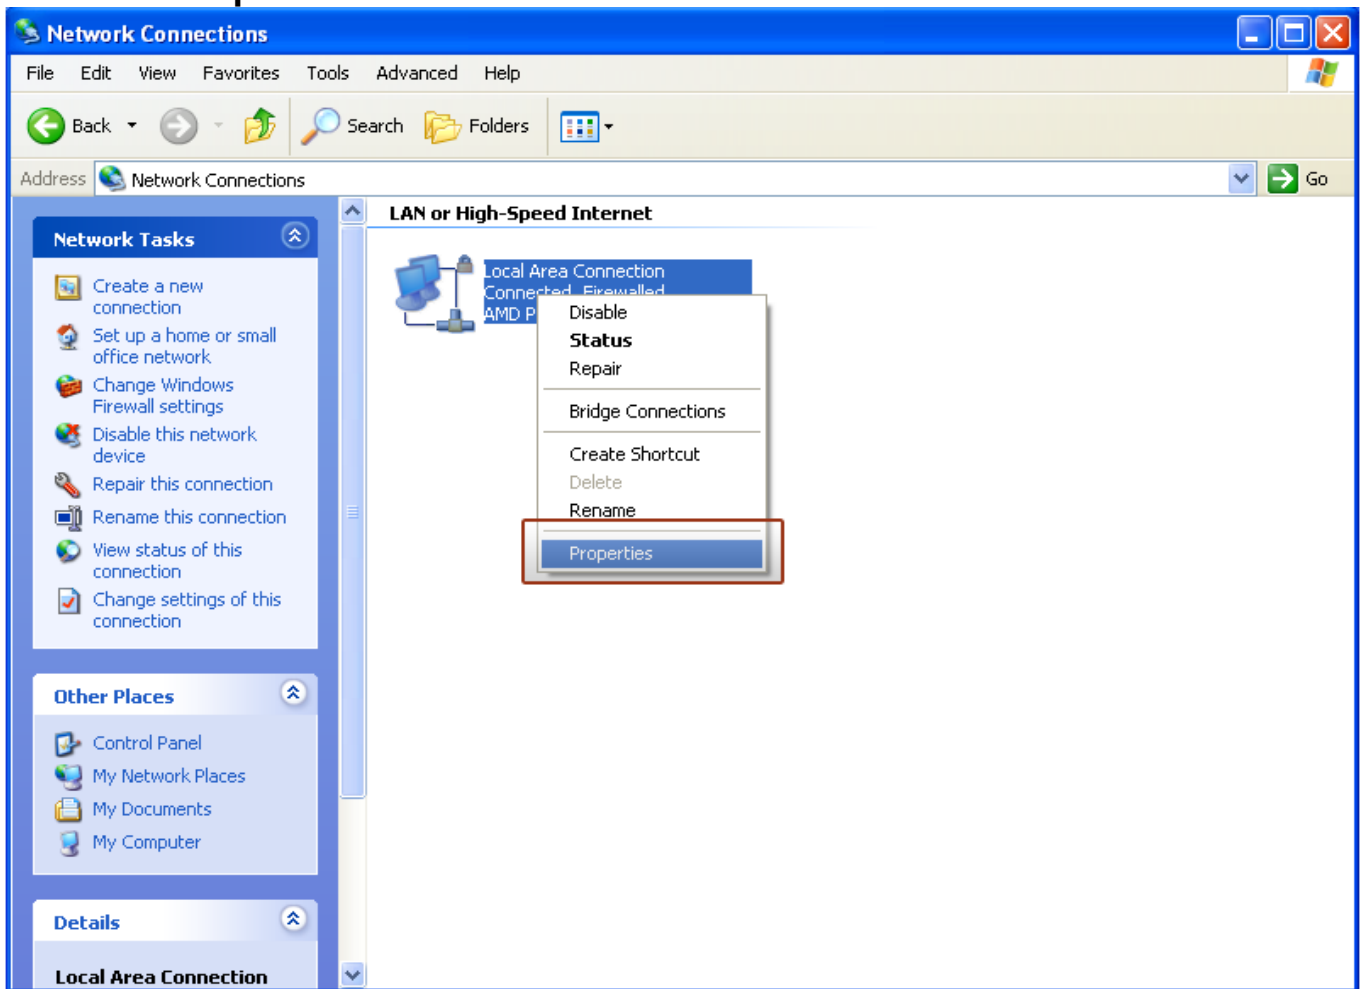 Network Connections
File Edit View Favorites Tools Advanced Help
Back Search Folders
Address Network Connections Go
Network Tasks
Create a new
connection
Set up a home or small
office network
Change Windows
Firewall settings
Disable this network
device
Repair this connection
Rename this connection
View status of this
connection
Change settings of this
connection
Other Places
Control Panel
My Network Places
My Documents
My Computer
Details
Local Area Connection
LAN or High-Speed Internet
Local Area Connection
Connected, Firewalled
AMD P
Disable
Status
Repair
Bridge Connections
Create Shortcut
Delete
Rename
Properties